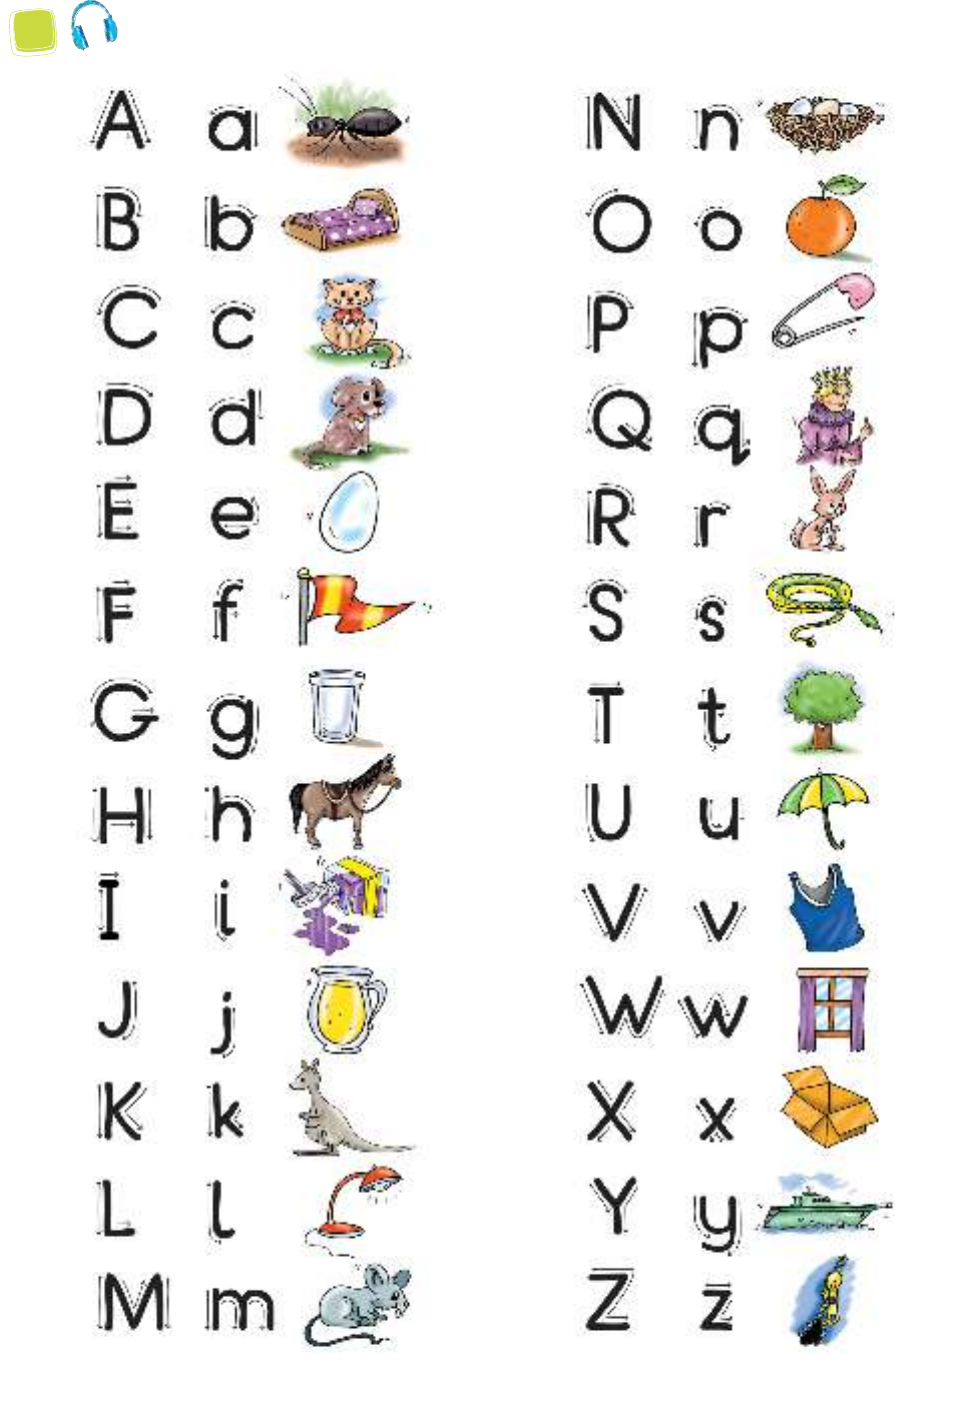 A a
B b
C c
D d
E e
F f
G g
H h
I i
J j
K k
L l
M m
N n
O o
P p
Q q
R r
S s
T t
U u
V v
W w
X x
Y y
Z z